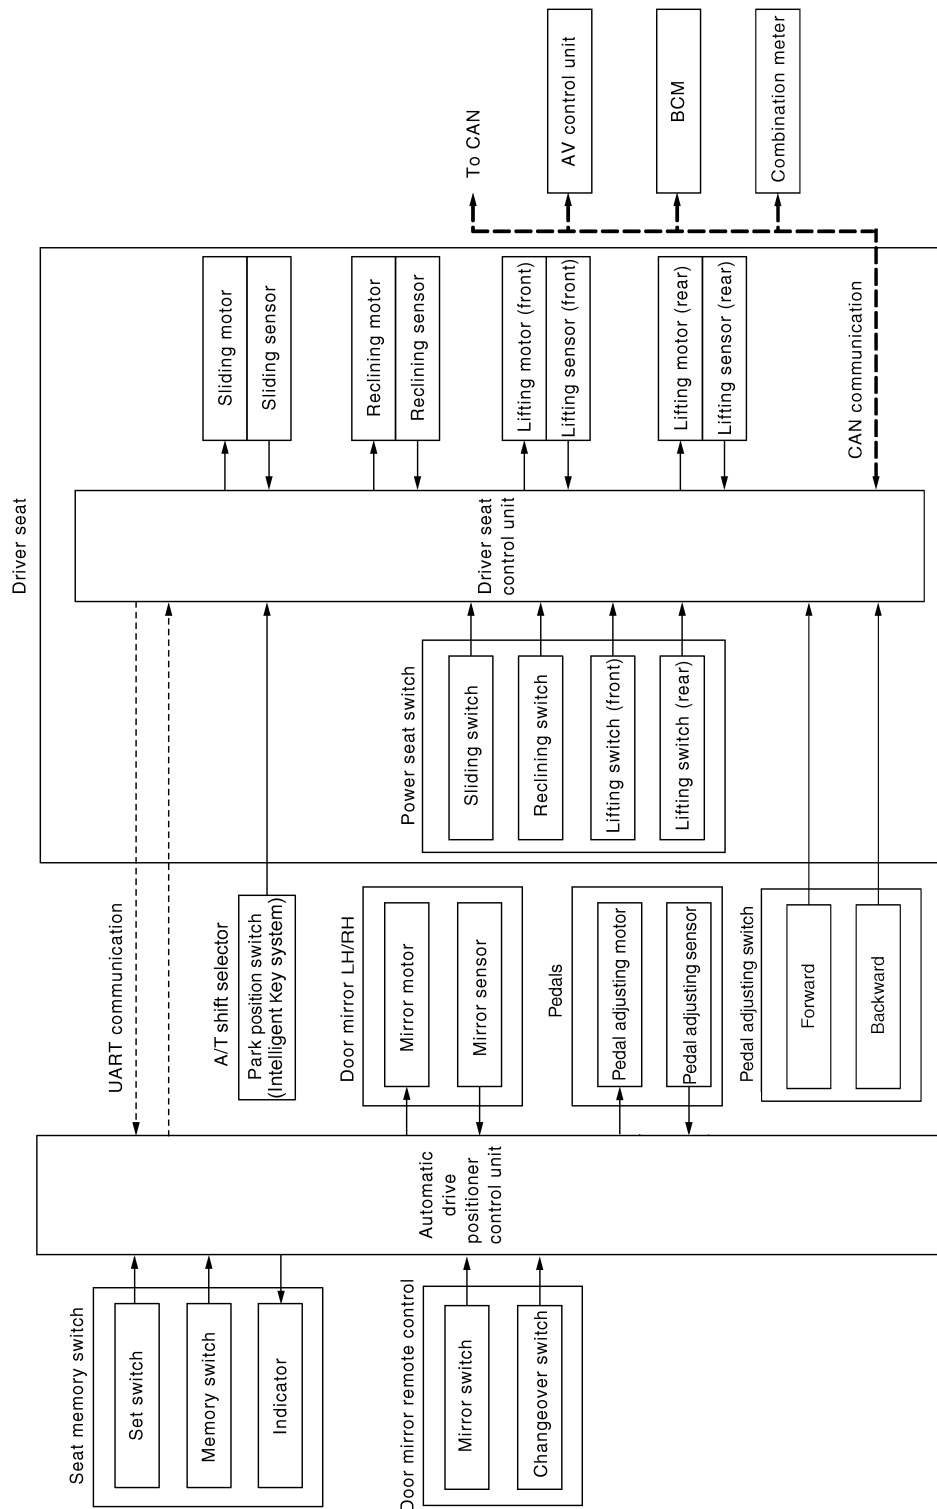 Seat memory switch
Set switch
Memory switch
Indicator
Door mirror remote control
Mirror switch
Changeover switch
Automatic
drive
positioner
control unit
UART communication
A/T shift selector
Park position switch
(Intelligent Key system)
Door mirror LH/RH
Mirror motor
Mirror sensor
Pedals
Pedal adjusting motor
Pedal adjusting sensor
Pedal adjusting switch
Forward
Backward
Driver seat
Power seat switch
Sliding switch
Reclining switch
Lifting switch (front)
Lifting switch (rear)
Driver seat
control unit
Sliding motor
Sliding sensor
Reclining motor
Reclining sensor
Lifting motor (front)
Lifting sensor (front)
Lifting motor (rear)
Lifting sensor (rear)
CAN communication
To CAN
AV control unit
BCM
Combination meter